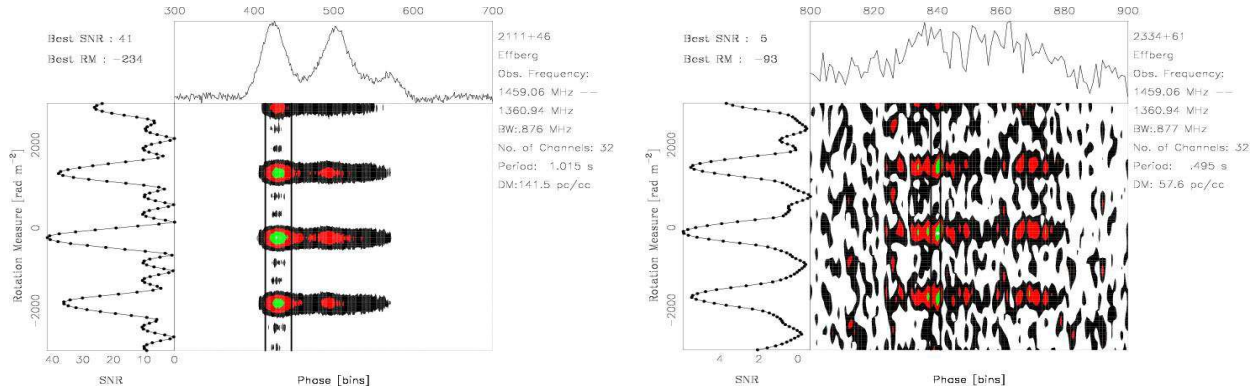 300 400 500 600 700
Best SNR : 41
Best RM : -234
2111+46
Effberg
Obs. Frequency:
1459.06 MHz --
1360.94 MHz
BW:.876 MHz
No. of Channels: 32
Period: 1.015 s
DM:141.5 pc/cc
Rotation Measure [rad m-2]
2000
0
-2000
40 30 20 10 0
SNR
Phase [bins]
800 820 840 860 880 900
Best SNR : 5
Best RM : -93
2334+61
Effberg
Obs. Frequency:
1459.06 MHz --
1360.94 MHz
BW:.877 MHz
No. of Channels: 32
Period: .495 s
DM: 57.6 pc/cc
Rotation Measure [rad m-2]
2000
0
-2000
4 2 0
SNR
Phase [bins]